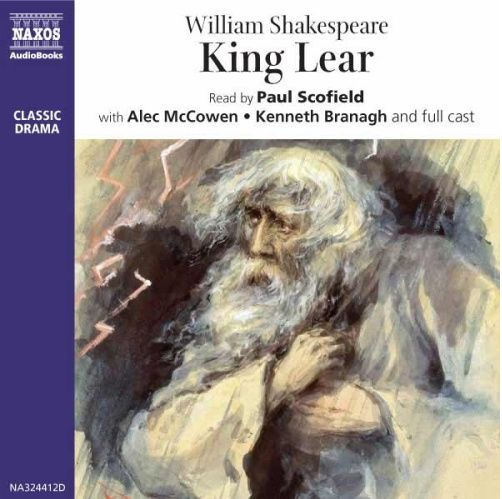 NAXOS
AudioBooks
CLASSIC
DRAMA
William Shakespeare
King Lear
Read by Paul Scofield
with Alec McCowen • Kenneth Branagh and full cast
NA324412D